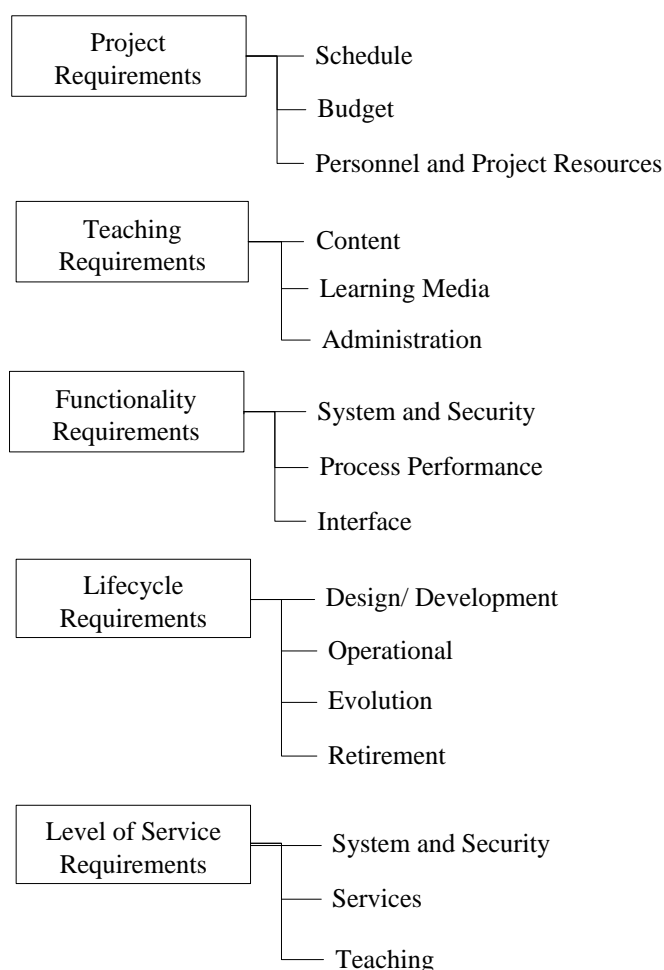 Project
Requirements
Schedule
Budget
Personnel and Project Resources
Teaching
Requirements
Content
Learning Media
Administration
Functionality
Requirements
System and Security
Process Performance
Interface
Lifecycle
Requirements
Design/ Development
Operational
Evolution
Retirement
Level of Service
Requirements
System and Security
Services
Teaching